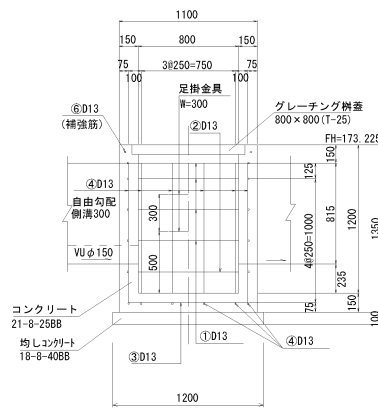 1100
150 800 150
75 3@250=750 75
100 100
足掛金具
W=300
グレーチング桝蓋
800×800(T-25)
⑥D13
(補強筋)
②D13
FH=173.225
150
125
④D13
自由勾配
側溝300
300
VUφ150
500
4@250=1000
815
1200
1350
235
コンクリート
21-8-25BB
75
150
100
均しコンクリート
18-8-40BB
①D13
④D13
③D13
1200